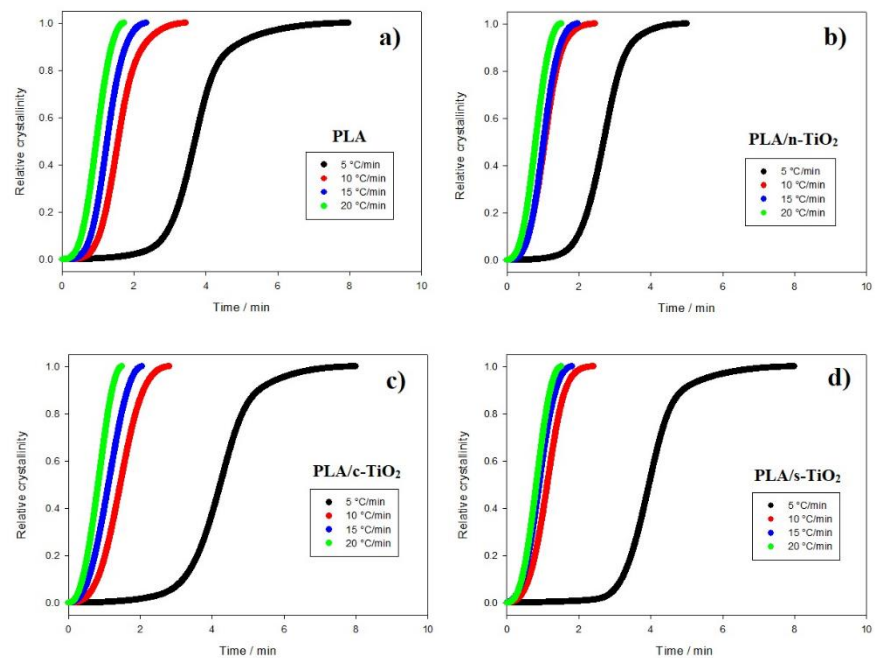 a)
Relative crystallinity
1.0
0.8
0.6
0.4
0.2
0.0
PLA
5 °C/min
10 °C/min
15 °C/min
20 °C/min
0 2 4 6 8 10
Time / min
b)
Relative crystallinity
1.0
0.8
0.6
0.4
0.2
0.0
PLA/n-TiO₂
5 °C/min
10 °C/min
15 °C/min
20 °C/min
0 2 4 6 8 10
Time / min
c)
Relative crystallinity
1.0
0.8
0.6
0.4
0.2
0.0
PLA/c-TiO₂
5 °C/min
10 °C/min
15 °C/min
20 °C/min
0 2 4 6 8 10
Time / min
d)
Relative crystallinity
1.0
0.8
0.6
0.4
0.2
0.0
PLA/s-TiO₂
5 °C/min
10 °C/min
15 °C/min
20 °C/min
0 2 4 6 8 10
Time / min